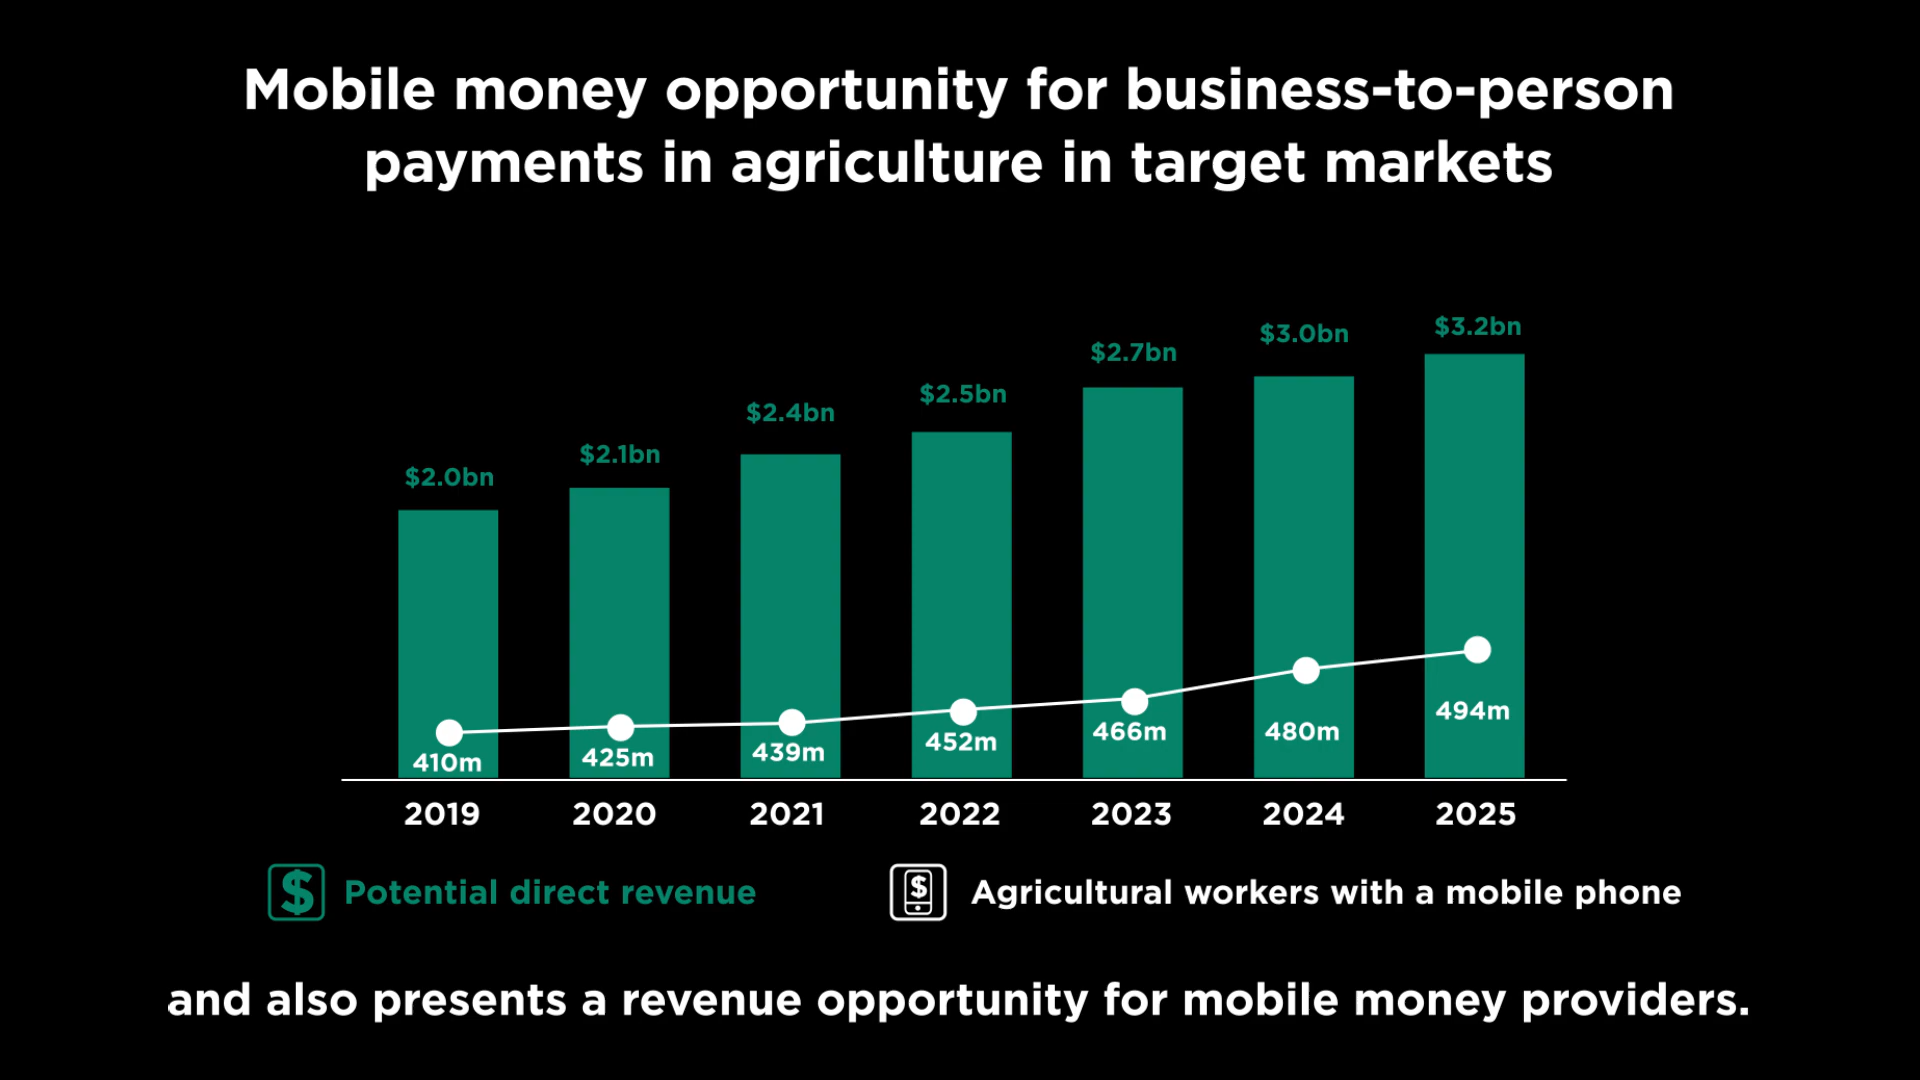 Mobile money opportunity for business-to-person
payments in agriculture in target markets
$2.0bn
$2.1bn
$2.4bn
$2.5bn
$2.7bn
$3.0bn
$3.2bn
410m
425m
439m
452m
466m
480m
494m
2019
2020
2021
2022
2023
2024
2025
$ Potential direct revenue
$ Agricultural workers with a mobile phone
and also presents a revenue opportunity for mobile money providers.